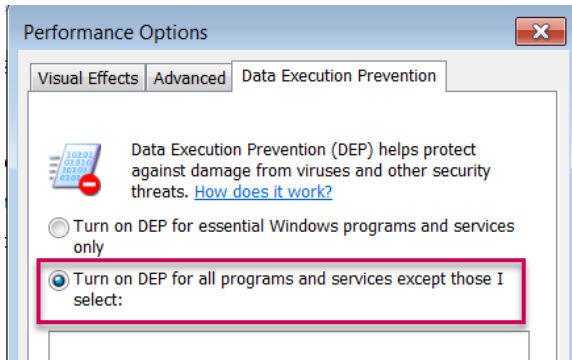 Performance Options
Visual Effects Advanced Data Execution Prevention
Data Execution Prevention (DEP) helps protect
against damage from viruses and other security
threats. How does it work?
Turn on DEP for essential Windows programs and services
only
Turn on DEP for all programs and services except those I
select: